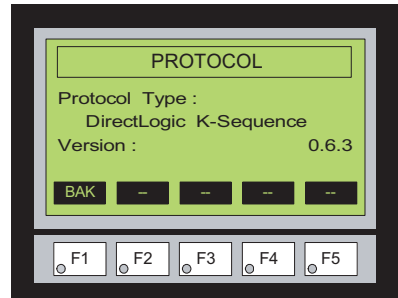 PROTOCOL
Protocol Type :
DirectLogic K-Sequence
Version : 0.6.3
BAK -- -- -- --
F1 F2 F3 F4 F5